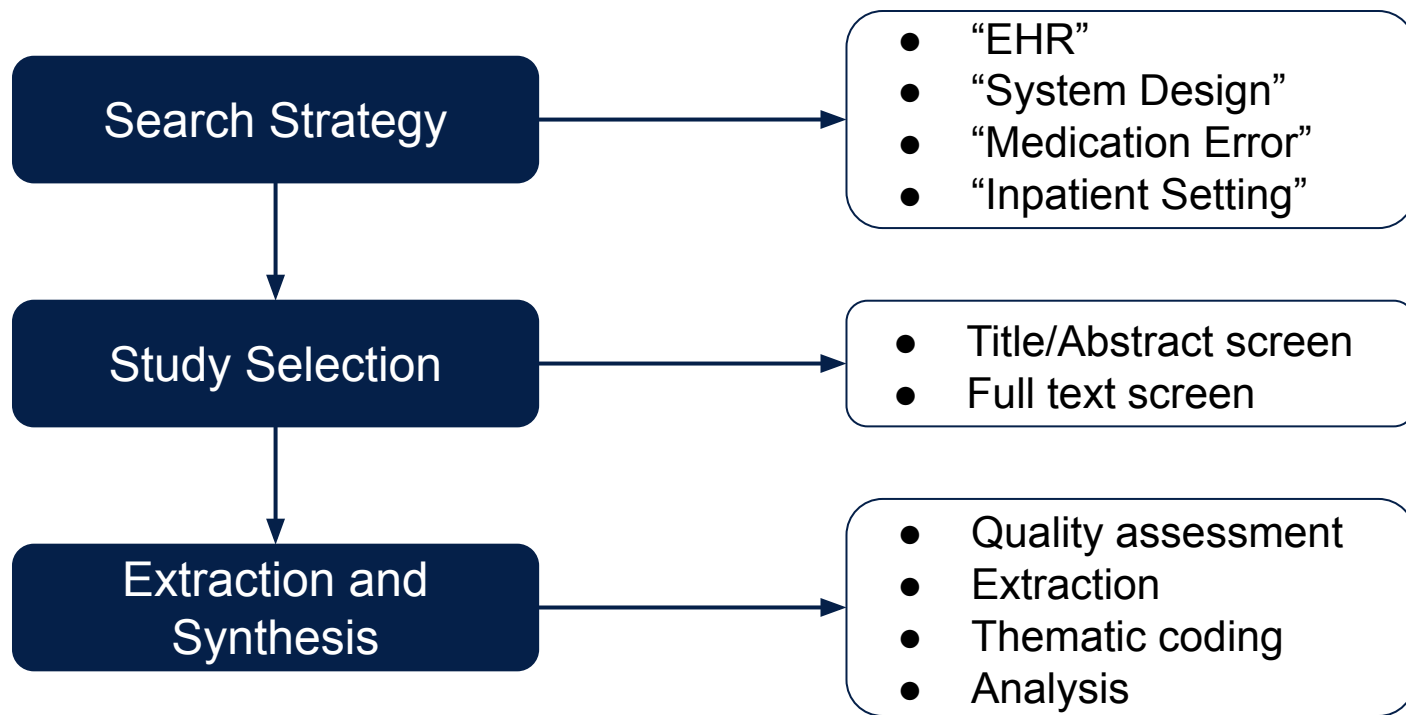 Search Strategy
● “EHR”
● “System Design”
● “Medication Error”
● “Inpatient Setting”
Study Selection
● Title/Abstract screen
● Full text screen
Extraction and
Synthesis
● Quality assessment
● Extraction
● Thematic coding
● Analysis